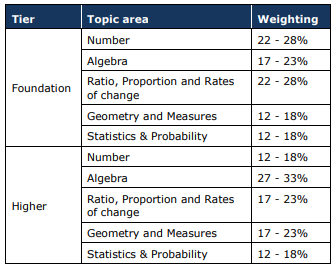 Tier Topic area Weighting
Foundation
Number 22 - 28%
Algebra 17 - 23%
Ratio, Proportion and Rates of change 22 - 28%
Geometry and Measures 12 - 18%
Statistics & Probability 12 - 18%
Higher
Number 12 - 18%
Algebra 27 - 33%
Ratio, Proportion and Rates of change 17 - 23%
Geometry and Measures 17 - 23%
Statistics & Probability 12 - 18%